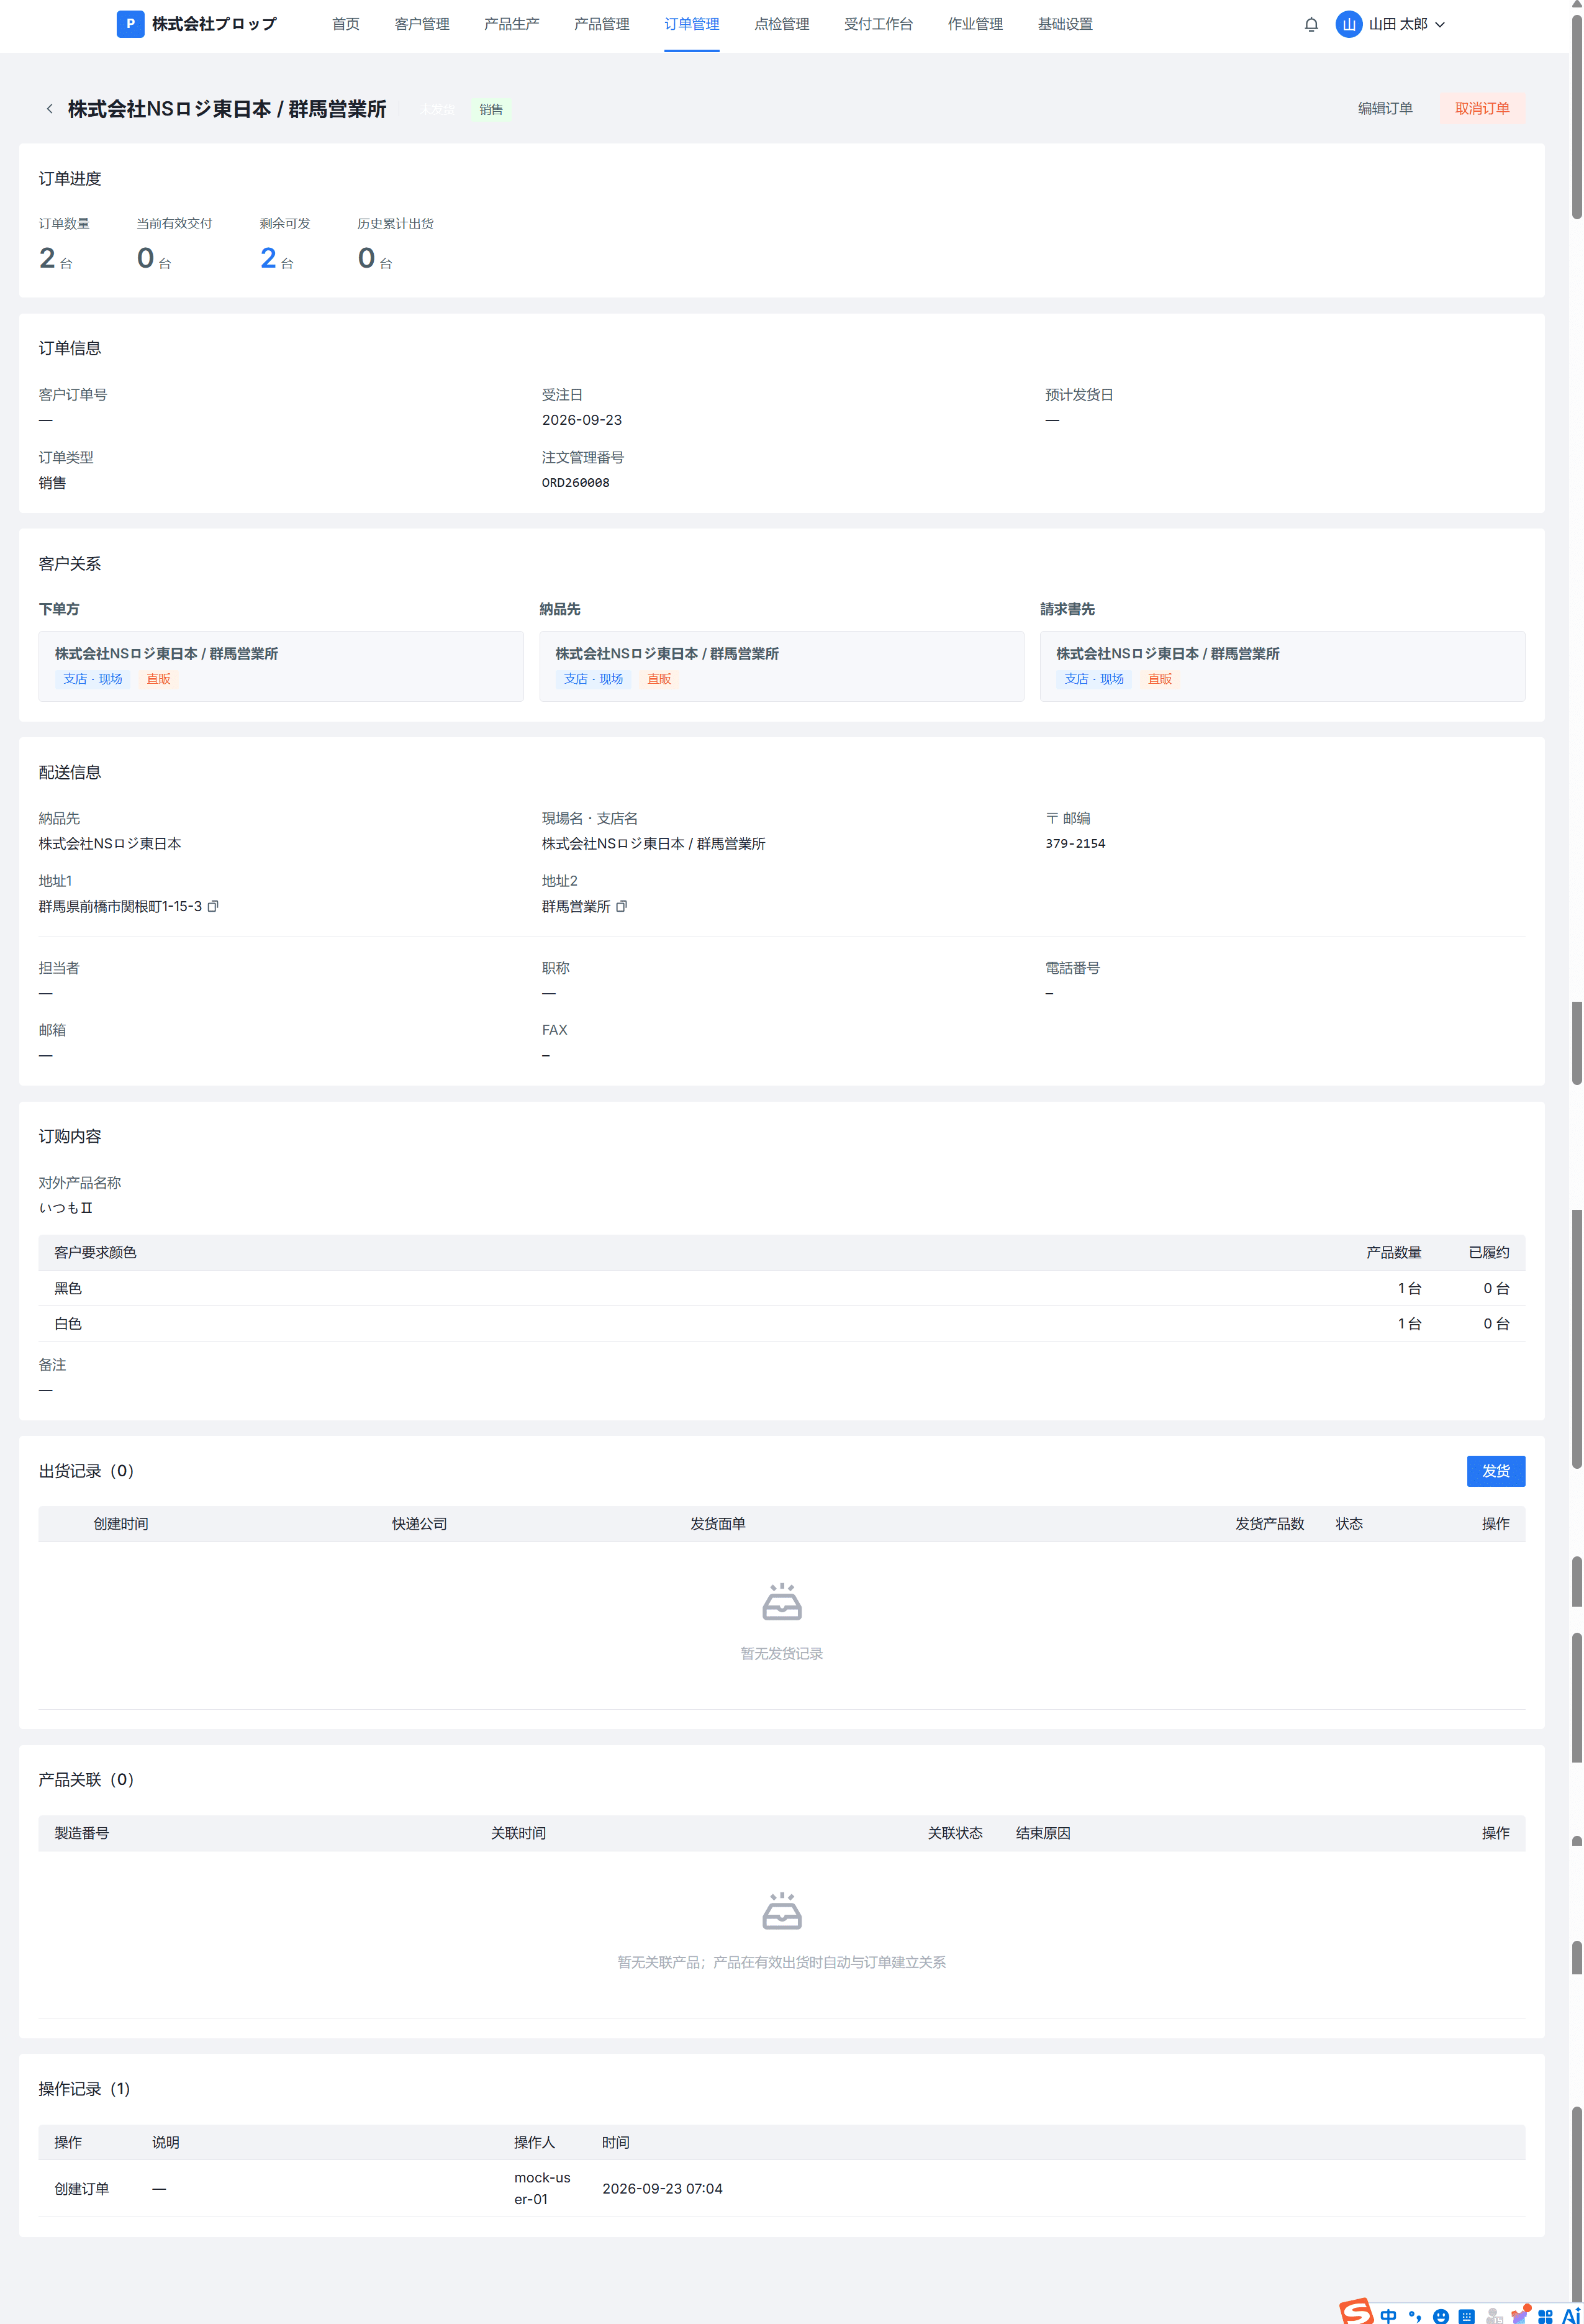 P 株式会社プロップ 首页 客户管理 产品生产 产品管理 订单管理 点检管理 受付工作台 作业管理 基础设置 山 山田 太郎
株式会社NSロジ東日本 / 群馬営業所 未发货 销售 编辑订单 取消订单
订单进度
订单数量 当前有效交付 剩余可发 历史累计出货
2 台 0 台 2 台 0 台
订单信息
客户订单号 受注日 预计发货日
— 2026-09-23 —
订单类型 注文管理番号
销售 ORD260008
客户关系
下单方 納品先 請求書先
株式会社NSロジ東日本 / 群馬営業所 株式会社NSロジ東日本 / 群馬営業所 株式会社NSロジ東日本 / 群馬営業所
支店 · 现场 直販 支店 · 现场 直販 支店 · 现场 直販
配送信息
納品先 現場名・支店名 〒 邮编
株式会社NSロジ東日本 株式会社NSロジ東日本 / 群馬営業所 379-2154
地址1 地址2
群馬県前橋市関根町1-15-3 群馬営業所
担当者 职称 電話番号
— — –
邮箱 FAX
— –
订购内容
对外产品名称
いつもⅡ
客户要求颜色 产品数量 已履约
黑色 1 台 0 台
白色 1 台 0 台
备注
—
出货记录（0） 发货
创建时间 快递公司 发货面单 发货产品数 状态 操作
暂无发货记录
产品关联（0）
製造番号 关联时间 关联状态 结束原因 操作
暂无关联产品；产品在有效出货时自动与订单建立关系
操作记录（1）
操作 说明 操作人 时间
创建订单 — mock-us 2026-09-23 07:04
er-01
中